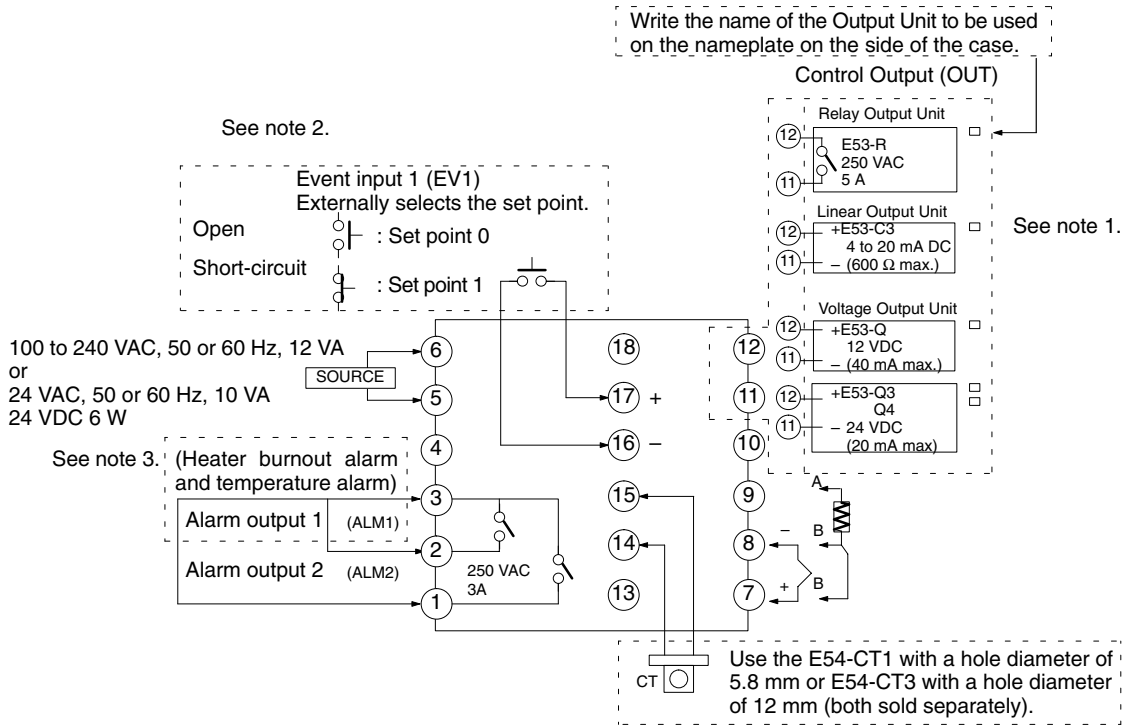 Write the name of the Output Unit to be used
on the nameplate on the side of the case.
Control Output (OUT)
Relay Output Unit
12
E53-R
250 VAC
11
5 A
Linear Output Unit
12
+E53-C3
4 to 20 mA DC
11
– (600 Ω max.)
See note 1.
Voltage Output Unit
12
+E53-Q
12 VDC
11
– (40 mA max.)
12
+E53-Q3
Q4
11
– 24 VDC
(20 mA max)
See note 2.
Event input 1 (EV1)
Externally selects the set point.
Open
: Set point 0
Short-circuit
: Set point 1
100 to 240 VAC, 50 or 60 Hz, 12 VA
or
24 VAC, 50 or 60 Hz, 10 VA
24 VDC 6 W
SOURCE
6
5
4
3
2
1
18
17 +
16 –
15
14
13
12
11
10
9
8
7
See note 3.
(Heater burnout alarm
and temperature alarm)
Alarm output 1 (ALM1)
Alarm output 2 (ALM2)
250 VAC
3A
A
B
B
–
+
CT
Use the E54-CT1 with a hole diameter of
5.8 mm or E54-CT3 with a hole diameter
of 12 mm (both sold separately).